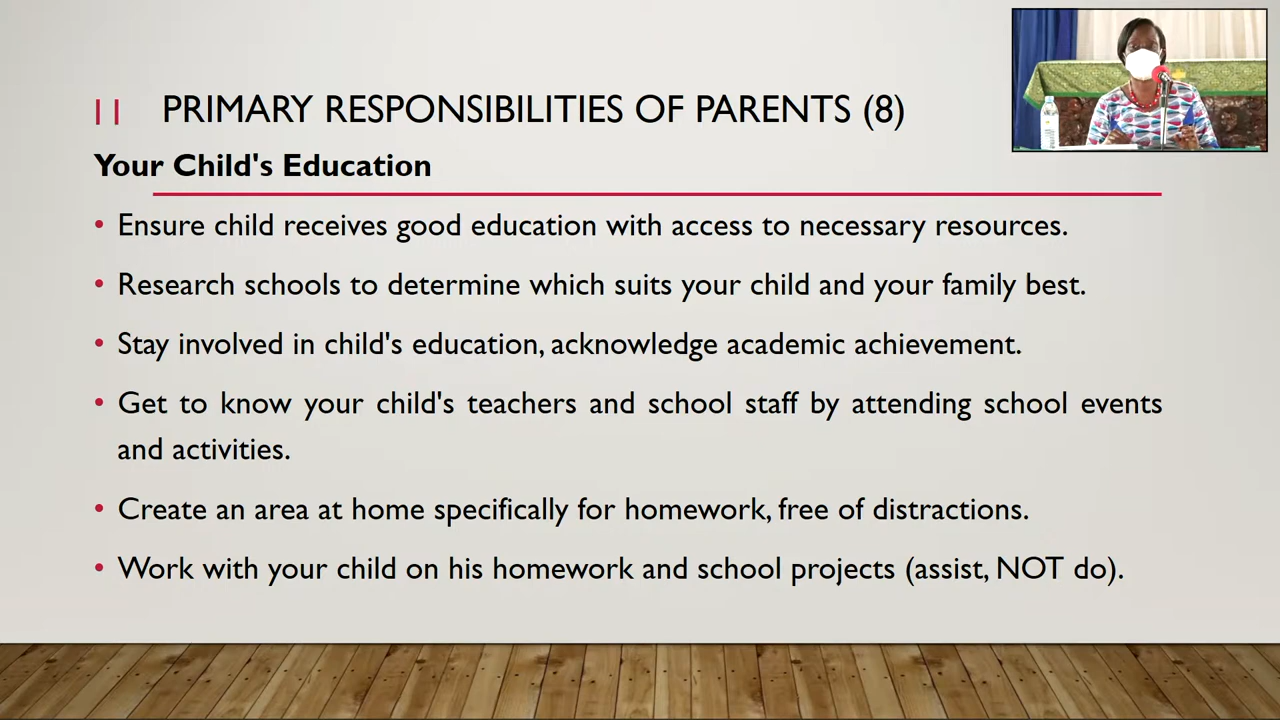 PRIMARY RESPONSIBILITIES OF PARENTS (8)
Your Child's Education
• Ensure child receives good education with access to necessary resources.
• Research schools to determine which suits your child and your family best.
• Stay involved in child's education, acknowledge academic achievement.
• Get to know your child's teachers and school staff by attending school events
and activities.
• Create an area at home specifically for homework, free of distractions.
• Work with your child on his homework and school projects (assist, NOT do).